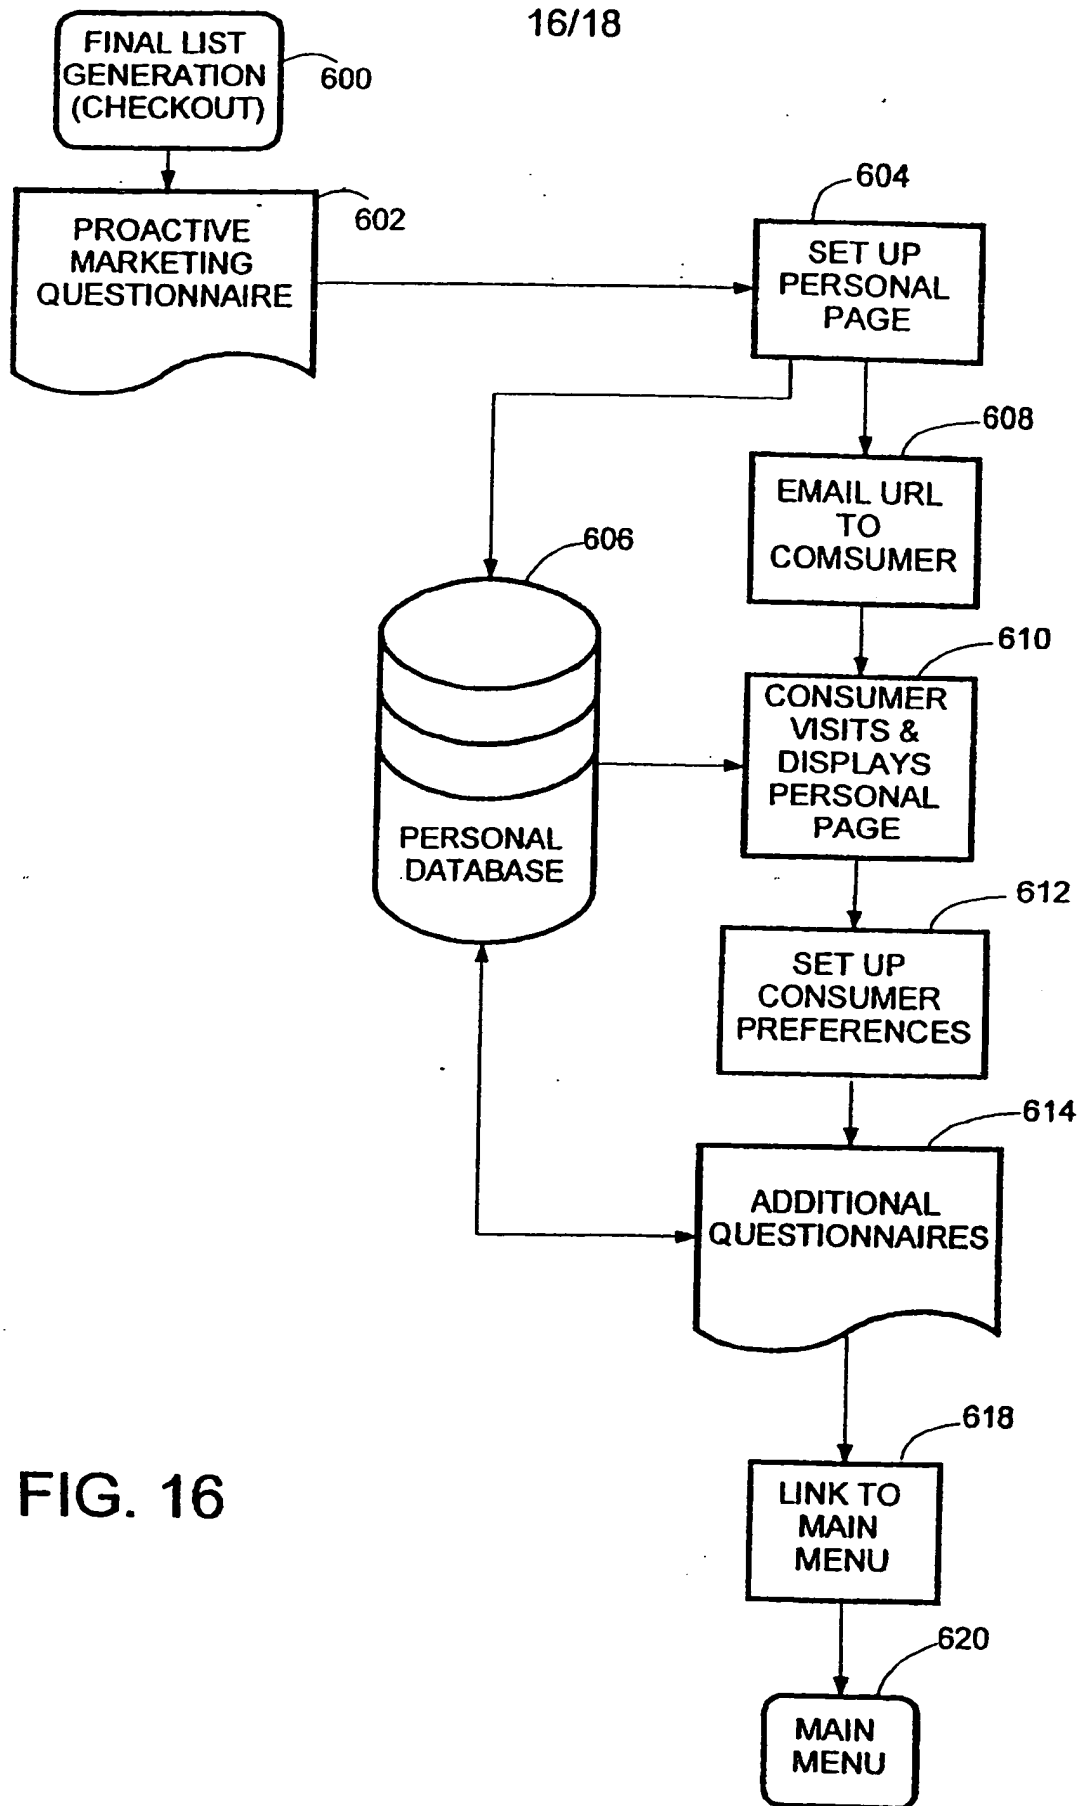 16/18
FINAL LIST
GENERATION
(CHECKOUT)
600
PROACTIVE
MARKETING
QUESTIONNAIRE
602
604
SET UP
PERSONAL
PAGE
608
EMAIL URL
TO
COMSUMER
606
PERSONAL
DATABASE
610
CONSUMER
VISITS &
DISPLAYS
PERSONAL
PAGE
612
SET UP
CONSUMER
PREFERENCES
614
ADDITIONAL
QUESTIONNAIRES
618
LINK TO
MAIN
MENU
620
MAIN
MENU
FIG. 16